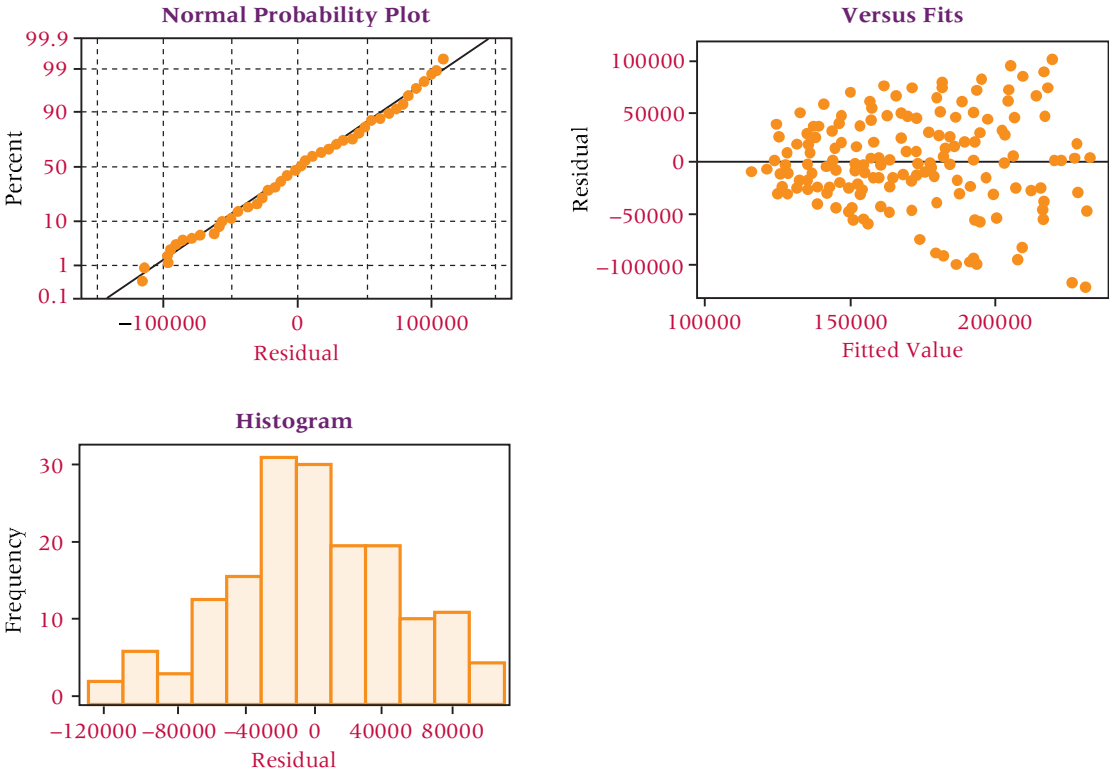 Normal Probability Plot
99.9
99
90
50
10
1
0.1
Percent
−100000 0 100000
Residual
Versus Fits
100000
50000
0
−50000
−100000
Residual
100000 150000 200000
Fitted Value
Histogram
30
20
10
0
Frequency
−120000 −80000 −40000 0 40000 80000
Residual